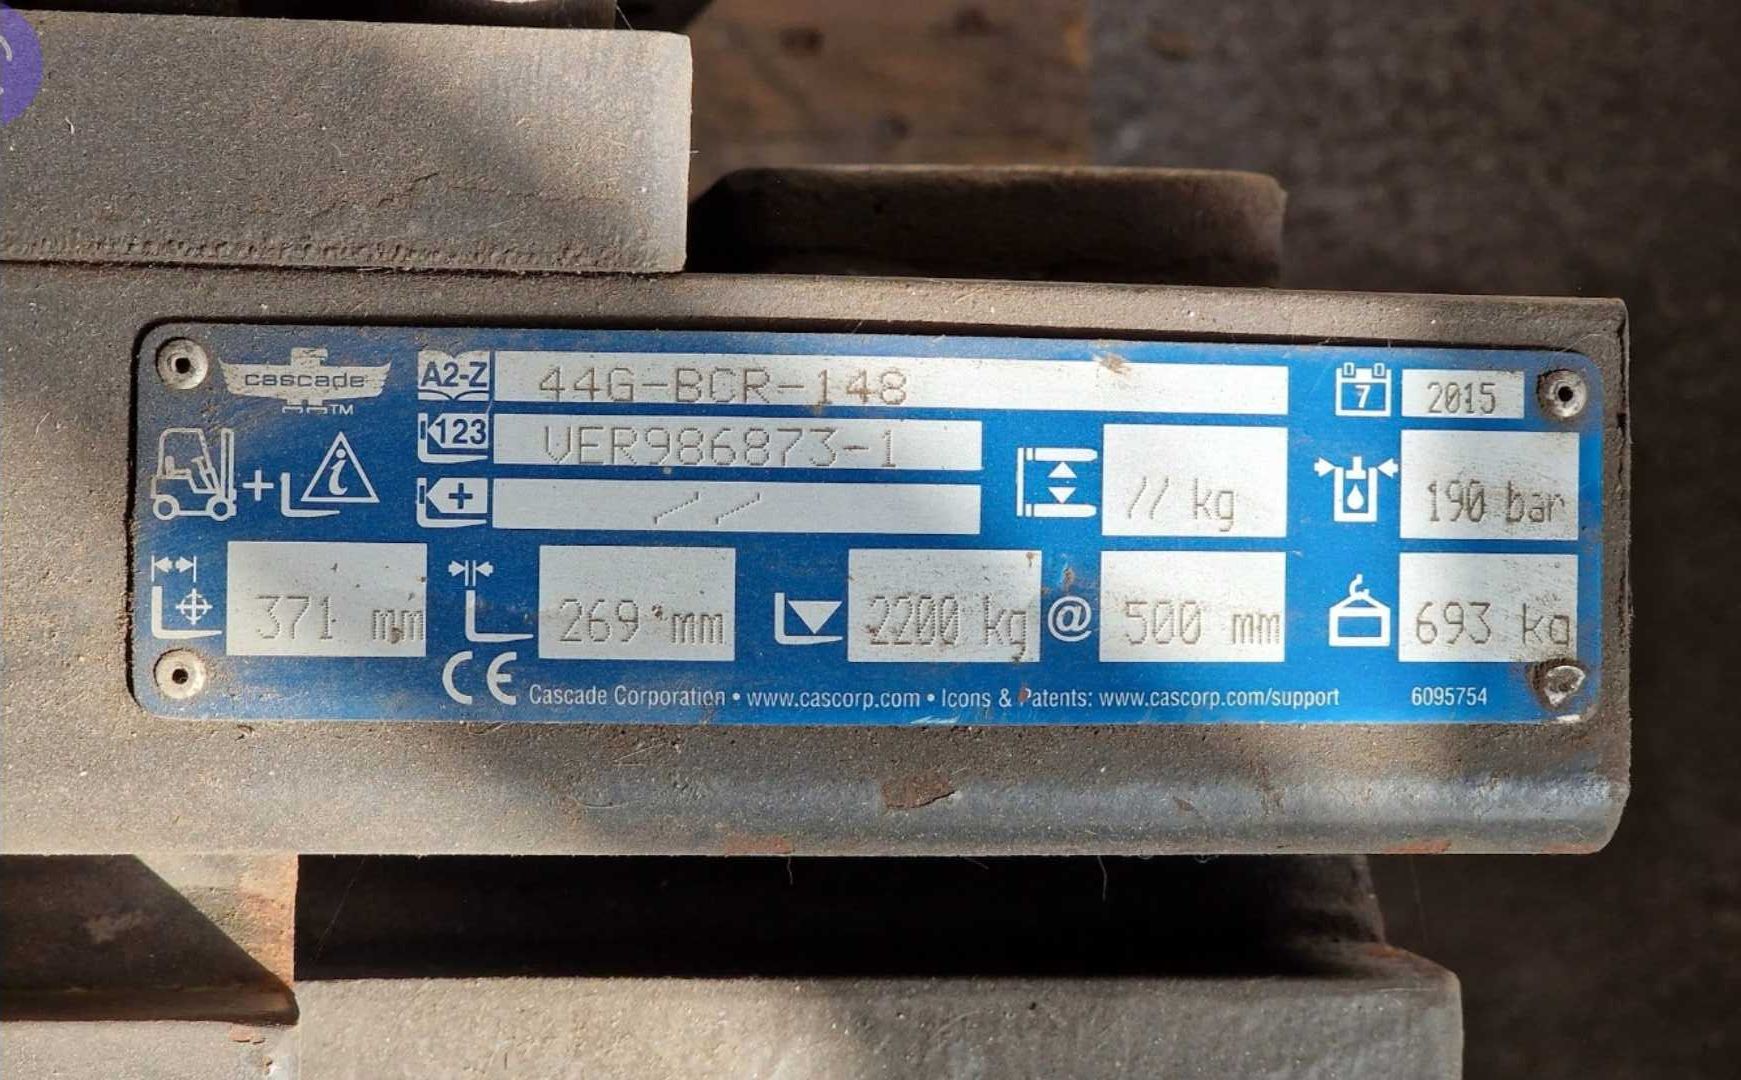 cascade TM
A2-Z 44G-BCR-148
7 2015
123 VER986873-1
// kg
190 bar
+ //
371 mm
269 mm
2200 kg @ 500 mm
693 kg
CE Cascade Corporation • www.cascorp.com • Icons & Patents: www.cascorp.com/support 6095754